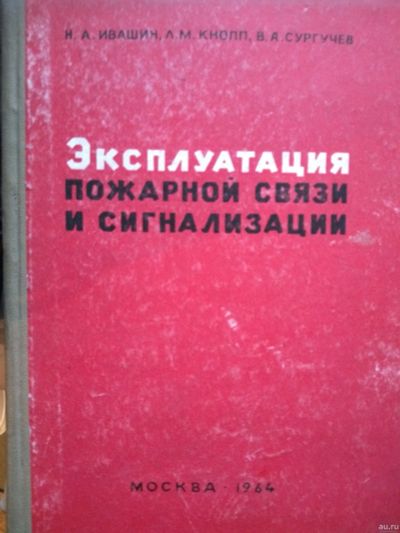 Н. А. ИВАШИН, Л. М. КНОПП, В. А. СУРГУЧЕВ
ЭКСПЛУАТАЦИЯ
ПОЖАРНОЙ СВЯЗИ
И СИГНАЛИЗАЦИИ
МОСКВА · 1964
au.ru